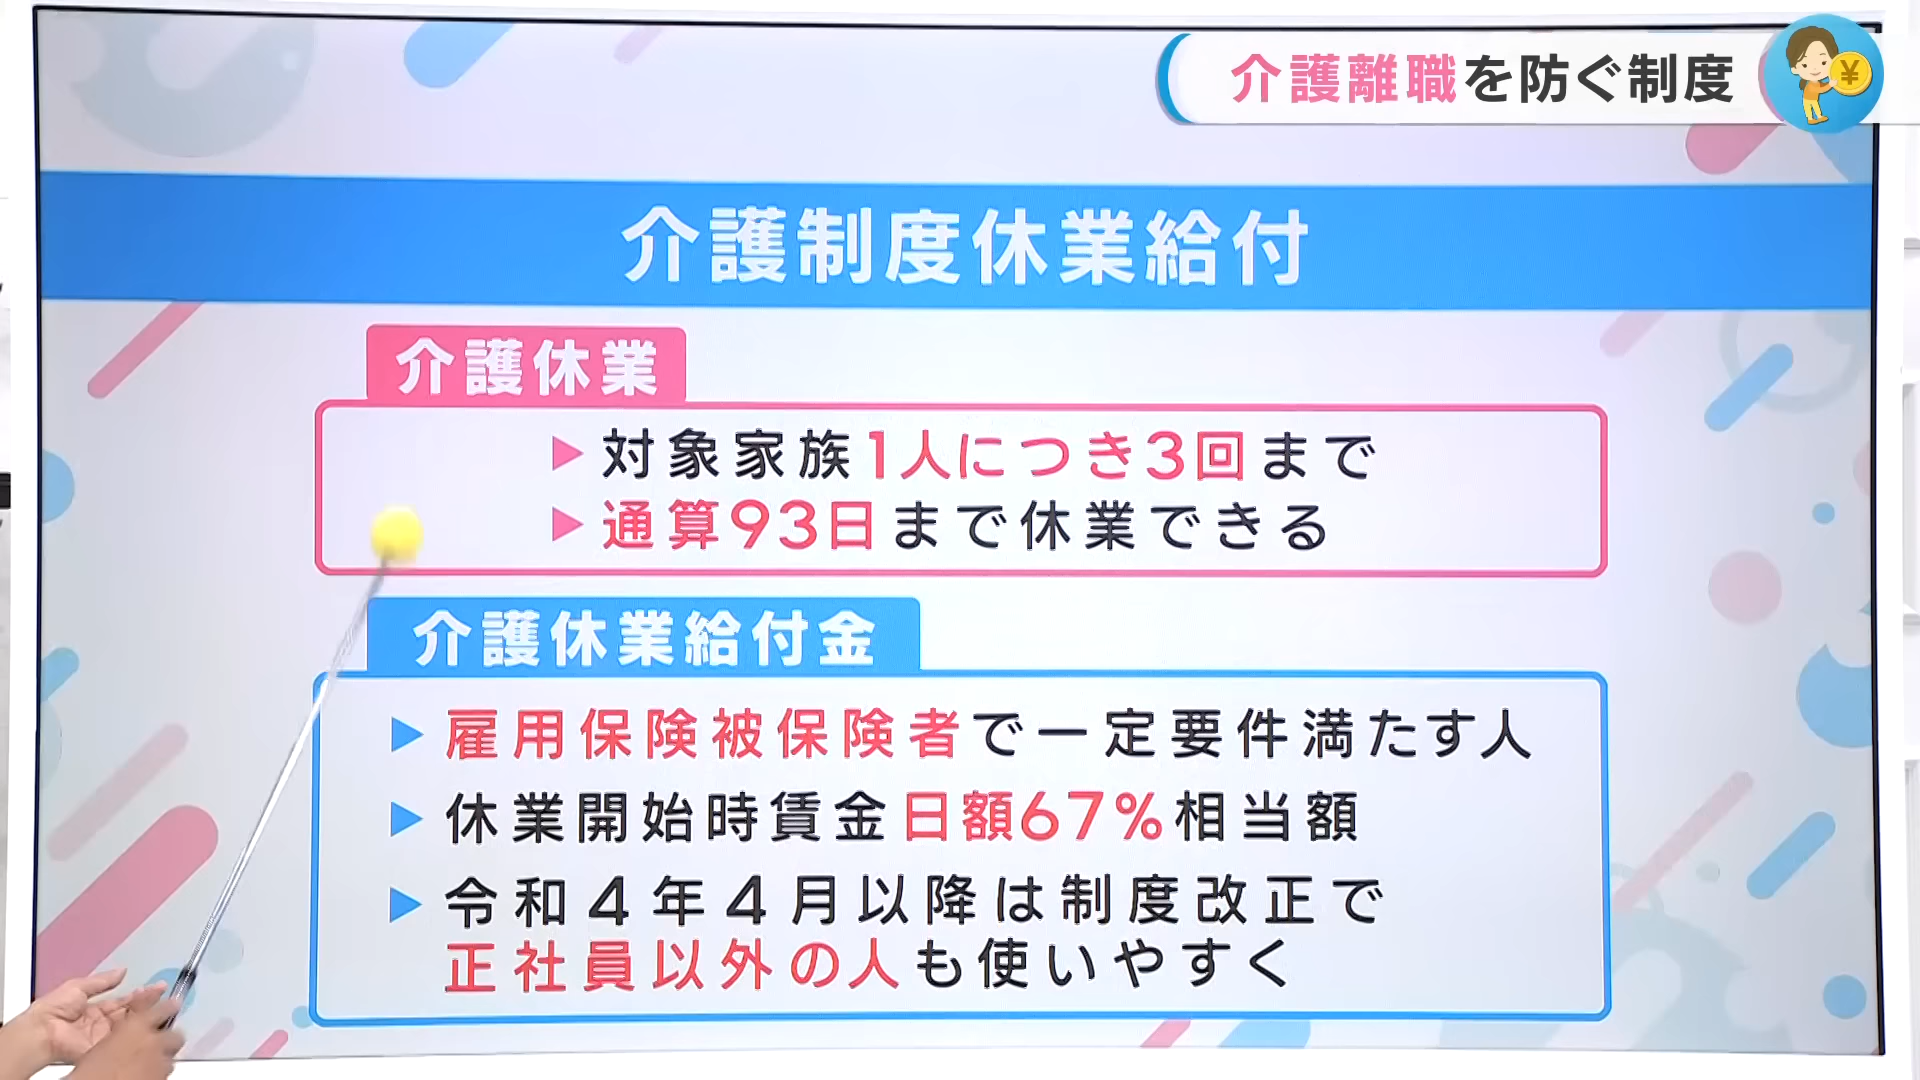 介護離職を防ぐ制度
¥
介護制度休業給付
介護休業
▶対象家族1人につき3回まで
▶通算93日まで休業できる
介護休業給付金
▶雇用保険被保険者で一定要件満たす人
▶休業開始時賃金日額67%相当額
▶令和4年4月以降は制度改正で
正社員以外の人も使いやすく